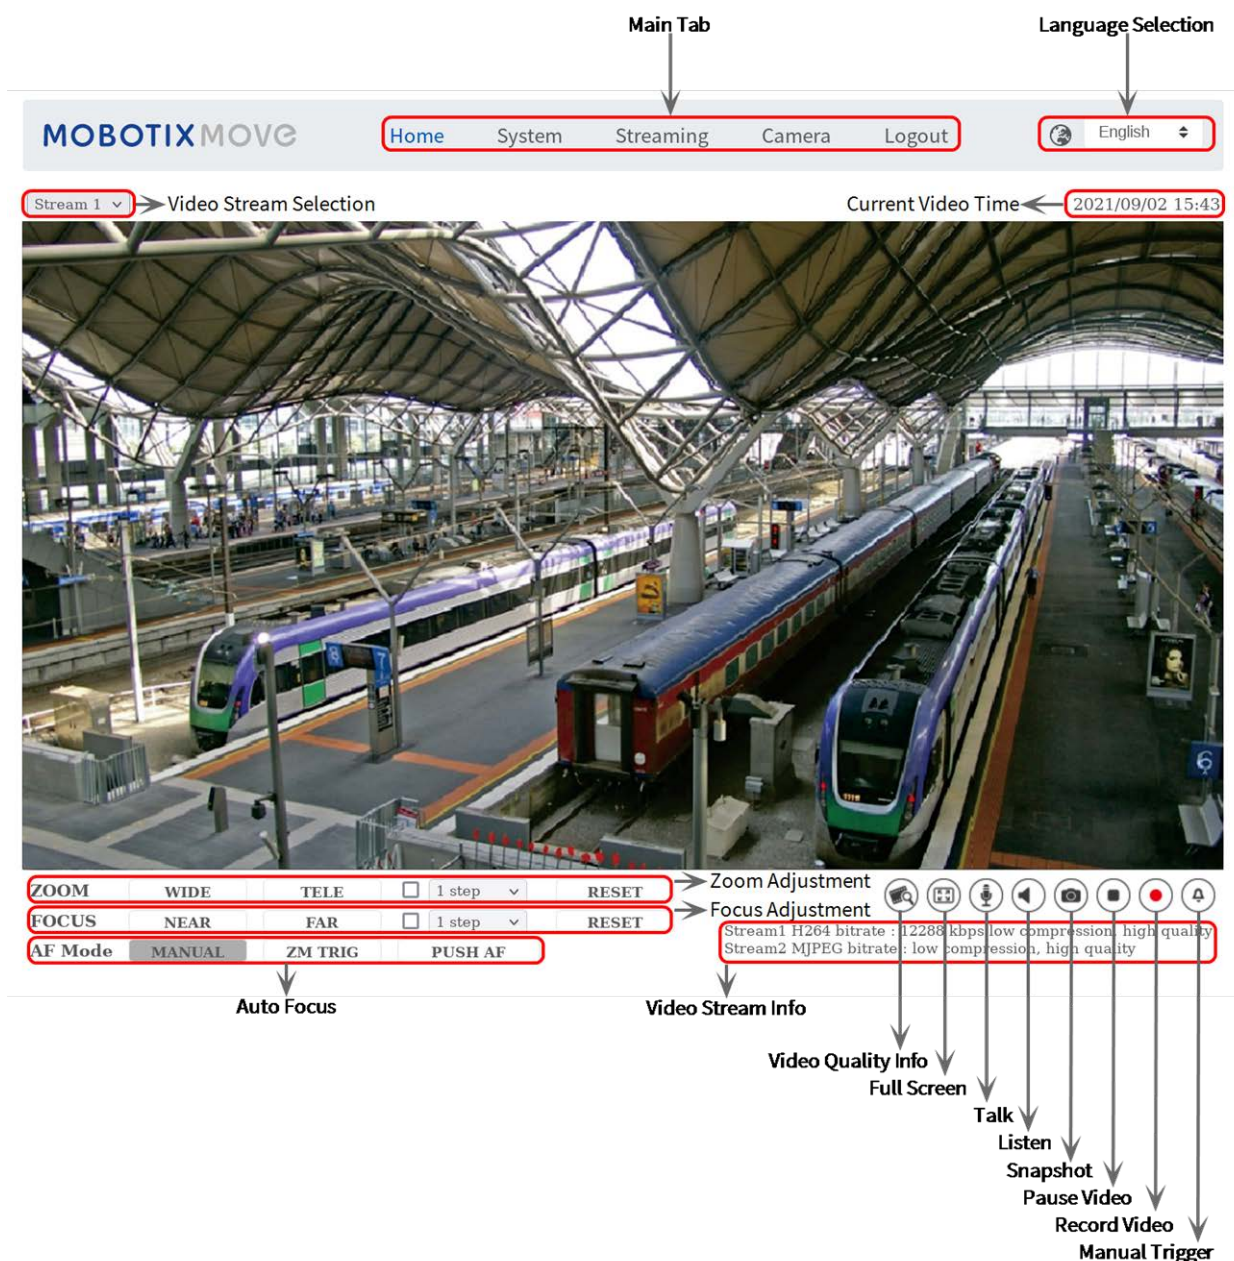 Main Tab
Language Selection
MOBOTIX MOVE
Home System Streaming Camera Logout
English
Stream 1
Video Stream Selection
Current Video Time
2021/09/02 15:43
8 7
6
1116
ZOOM WIDE TELE 1 step RESET
Zoom Adjustment
FOCUS NEAR FAR 1 step RESET
Focus Adjustment
AF Mode MANUAL ZM TRIG PUSH AF
Stream1 H264 bitrate : 12288 kbps low compression, high quality
Stream2 MJPEG bitrate : low compression, high quality
Auto Focus
Video Stream Info
Video Quality Info
Full Screen
Talk
Listen
Snapshot
Pause Video
Record Video
Manual Trigger